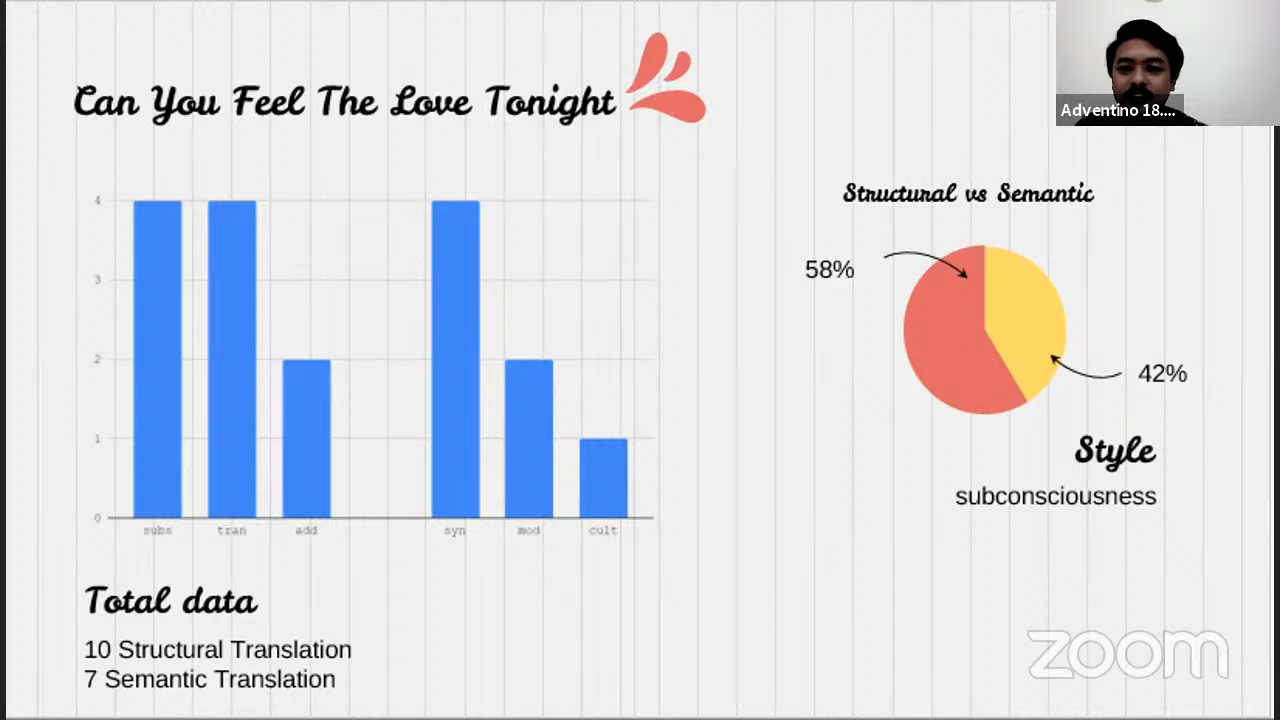 Can You Feel The Love Tonight
Adventino 18....
4
3
2
1
0
subs tran add syn mod cult
Total data
10 Structural Translation
7 Semantic Translation
Structural vs Semantic
58%
42%
Style
subconsciousness
zoom